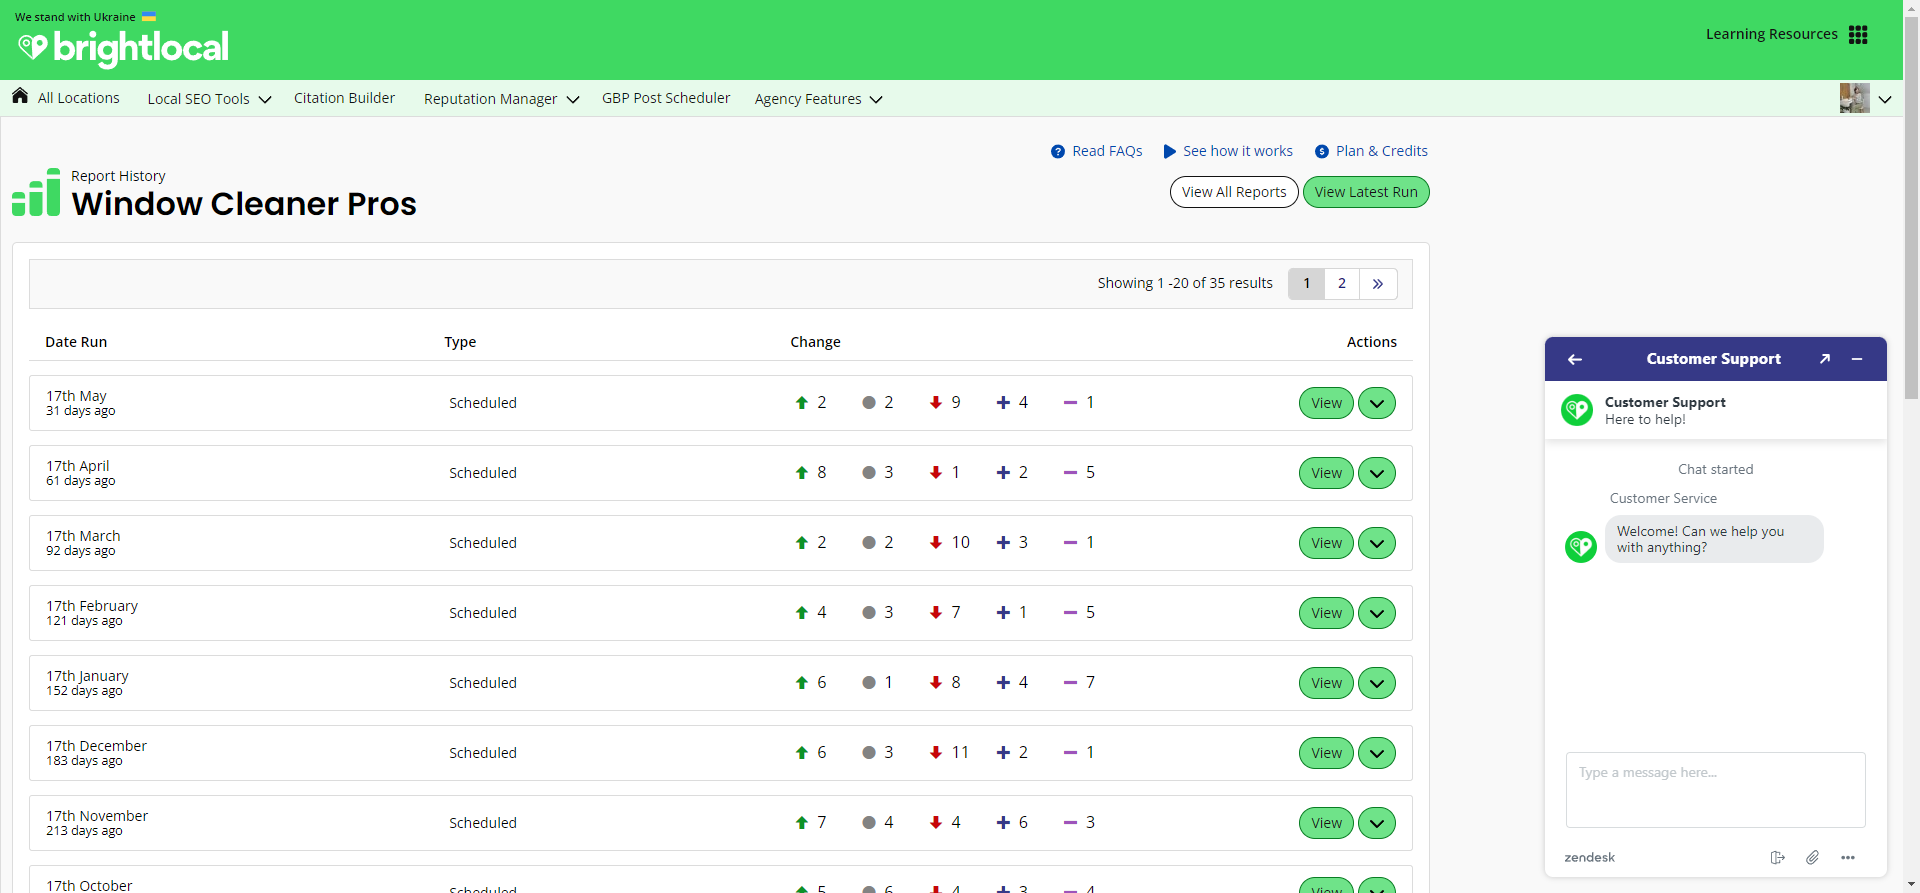 We stand with Ukraine
brightlocal
Learning Resources
All Locations
Local SEO Tools
Citation Builder
Reputation Manager
GBP Post Scheduler
Agency Features
Read FAQs
See how it works
Plan & Credits
Report History
Window Cleaner Pros
View All Reports
View Latest Run
Showing 1 -20 of 35 results
1
2
»
Date Run
Type
Change
Actions
17th May
31 days ago
Scheduled
2
2
9
4
1
View
17th April
61 days ago
Scheduled
8
3
1
2
5
View
17th March
92 days ago
Scheduled
2
2
10
3
1
View
17th February
121 days ago
Scheduled
4
3
7
1
5
View
17th January
152 days ago
Scheduled
6
1
8
4
7
View
17th December
183 days ago
Scheduled
6
3
11
2
1
View
17th November
213 days ago
Scheduled
7
4
4
6
3
View
17th October
Scheduled
5
6
4
3
4
View
Customer Support
Customer Support
Here to help!
Chat started
Customer Service
Welcome! Can we help you
with anything?
Type a message here...
zendesk